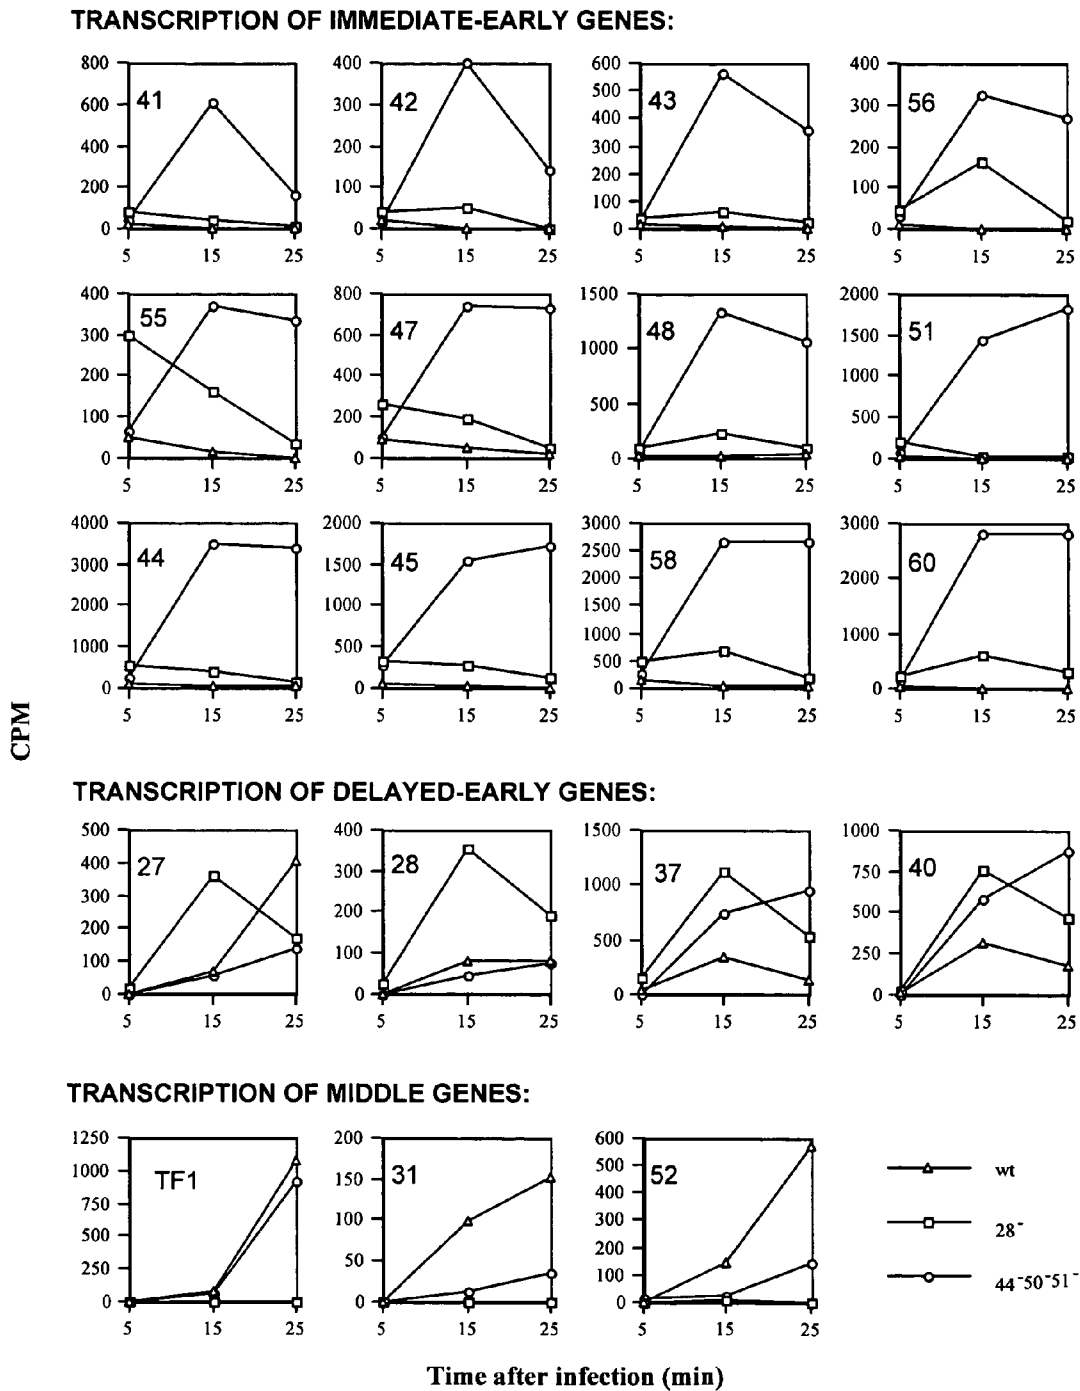 TRANSCRIPTION OF IMMEDIATE-EARLY GENES:
800 600 400 200 0 41 5 15 25
400 300 200 100 0 42 5 15 25
600 500 400 300 200 100 0 43 5 15 25
400 300 200 100 0 56 5 15 25
400 300 200 100 0 55 5 15 25
800 600 400 200 0 47 5 15 25
1500 1000 500 0 48 5 15 25
2000 1500 1000 500 0 51 5 15 25
4000 3000 2000 1000 0 44 5 15 25
2000 1500 1000 500 0 45 5 15 25
3000 2500 2000 1500 1000 500 0 58 5 15 25
3000 2000 1000 0 60 5 15 25
CPM
TRANSCRIPTION OF DELAYED-EARLY GENES:
500 400 300 200 100 0 27 5 15 25
400 300 200 100 0 28 5 15 25
1500 1000 500 0 37 5 15 25
1000 750 500 250 0 40 5 15 25
TRANSCRIPTION OF MIDDLE GENES:
1250 1000 750 500 250 0 TF1 5 15 25
200 150 100 50 0 31 5 15 25
600 500 400 300 200 100 0 52 5 15 25
wt
28⁻
44⁻50⁻51⁻
Time after infection (min)